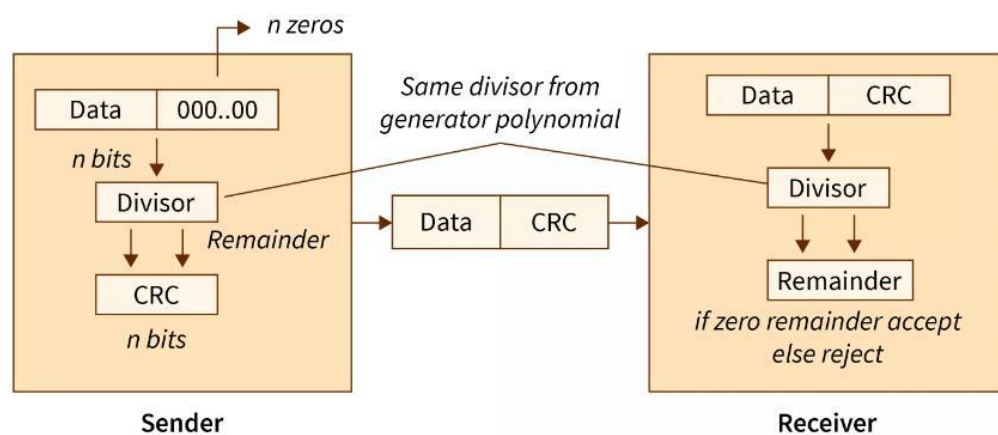 n zeros
Data 000..00
n bits
Divisor
Remainder
CRC
n bits
Sender
Same divisor from
generator polynomial
Data CRC
Data CRC
Divisor
Remainder
if zero remainder accept
else reject
Receiver